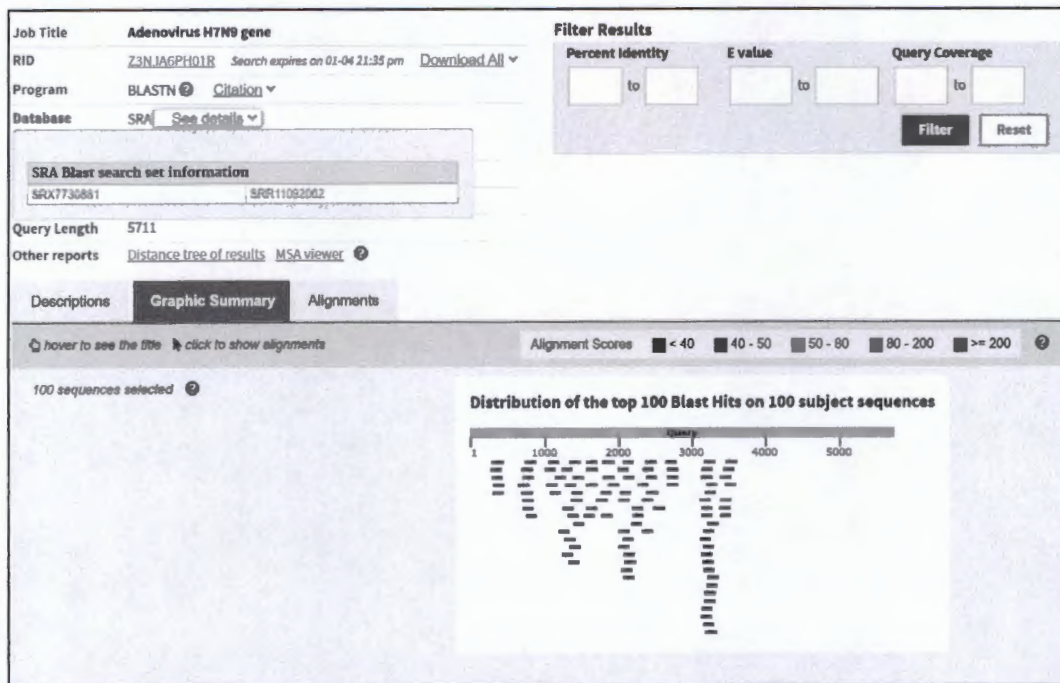 Job Title Adenovirus H7N9 gene
RID Z3NJA6PH01R Search expires on 01-04 21:35 pm Download All
Program BLASTN ? Citation
Database SRA See details
SRA Blast search set information
SRX7730881 SRR11092062
Query Length 5711
Other reports Distance tree of results MSA viewer ?
Filter Results
Percent Identity E value Query Coverage
to to to
Filter Reset
Descriptions Graphic Summary Alignments
hover to see the title click to show alignments Alignment Scores < 40 40 - 50 50 - 80 80 - 200 >= 200 ?
100 sequences selected ?
Distribution of the top 100 Blast Hits on 100 subject sequences
Query
1 1000 2000 3000 4000 5000